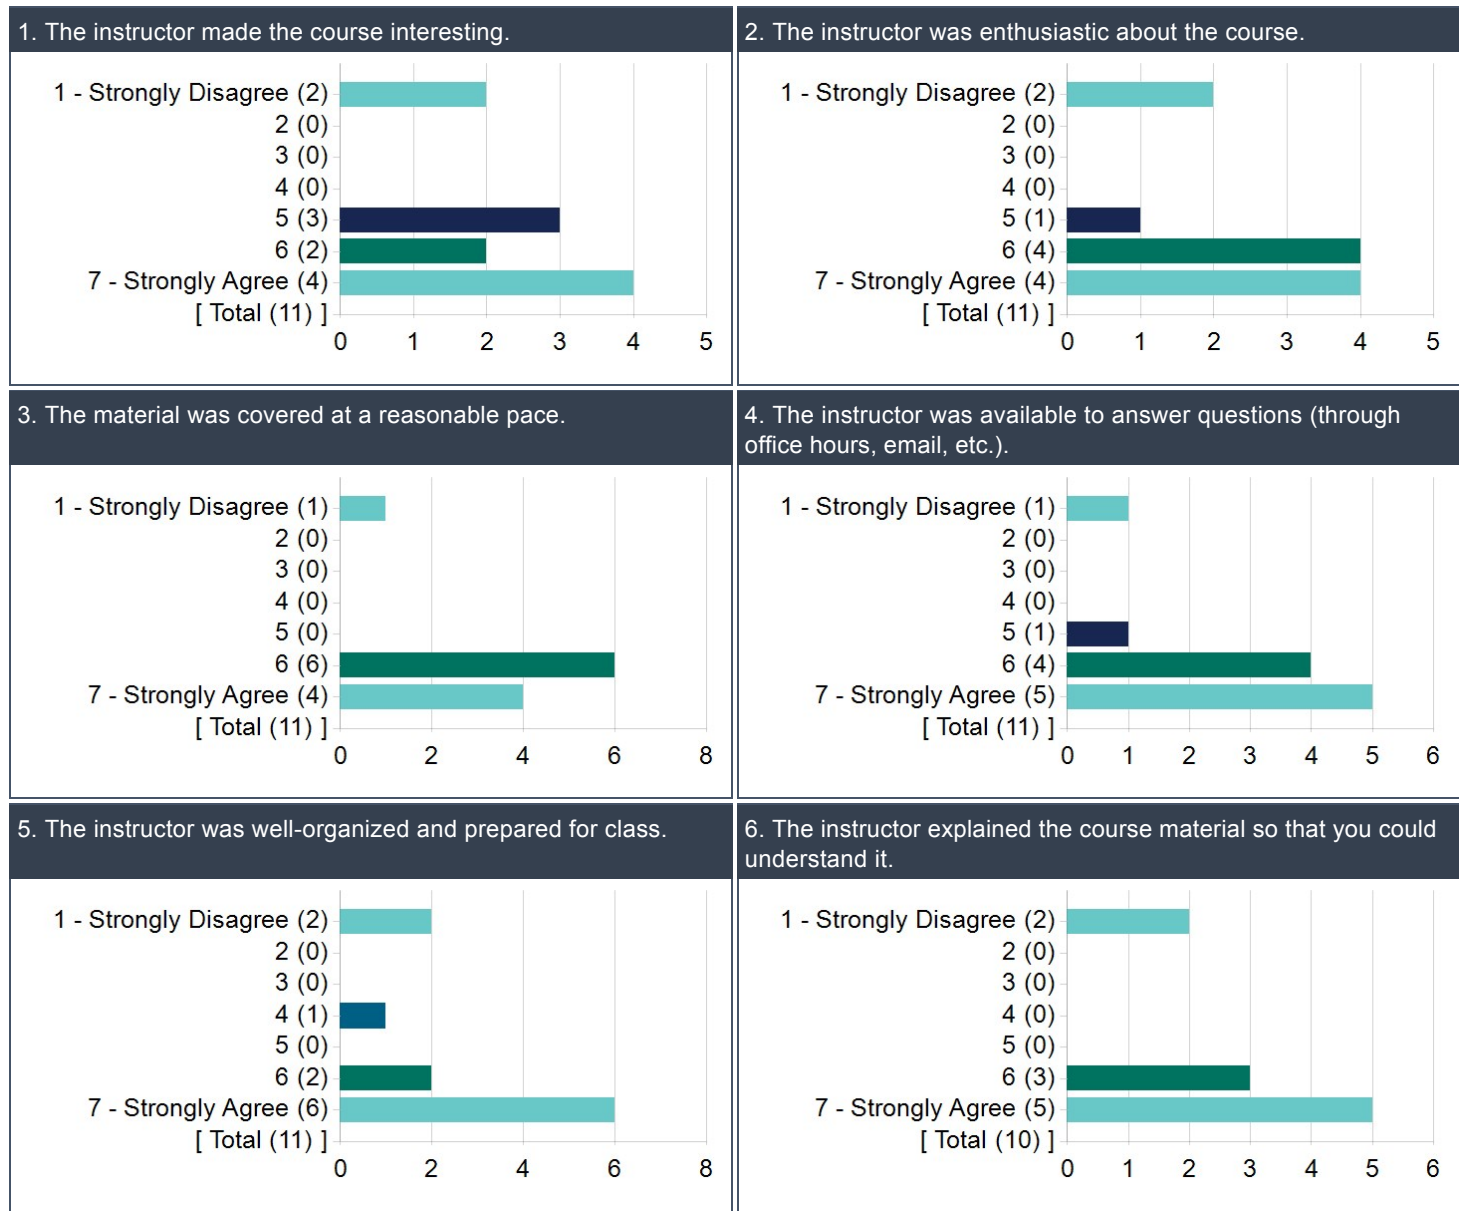 1. The instructor made the course interesting.
1 - Strongly Disagree (2)
2 (0)
3 (0)
4 (0)
5 (3)
6 (2)
7 - Strongly Agree (4)
[ Total (11) ]
0 1 2 3 4 5
2. The instructor was enthusiastic about the course.
1 - Strongly Disagree (2)
2 (0)
3 (0)
4 (0)
5 (1)
6 (4)
7 - Strongly Agree (4)
[ Total (11) ]
0 1 2 3 4 5
3. The material was covered at a reasonable pace.
1 - Strongly Disagree (1)
2 (0)
3 (0)
4 (0)
5 (0)
6 (6)
7 - Strongly Agree (4)
[ Total (11) ]
0 2 4 6 8
4. The instructor was available to answer questions (through
office hours, email, etc.).
1 - Strongly Disagree (1)
2 (0)
3 (0)
4 (0)
5 (1)
6 (4)
7 - Strongly Agree (5)
[ Total (11) ]
0 1 2 3 4 5 6
5. The instructor was well-organized and prepared for class.
1 - Strongly Disagree (2)
2 (0)
3 (0)
4 (1)
5 (0)
6 (2)
7 - Strongly Agree (6)
[ Total (11) ]
0 2 4 6 8
6. The instructor explained the course material so that you could
understand it.
1 - Strongly Disagree (2)
2 (0)
3 (0)
4 (0)
5 (0)
6 (3)
7 - Strongly Agree (5)
[ Total (10) ]
0 1 2 3 4 5 6